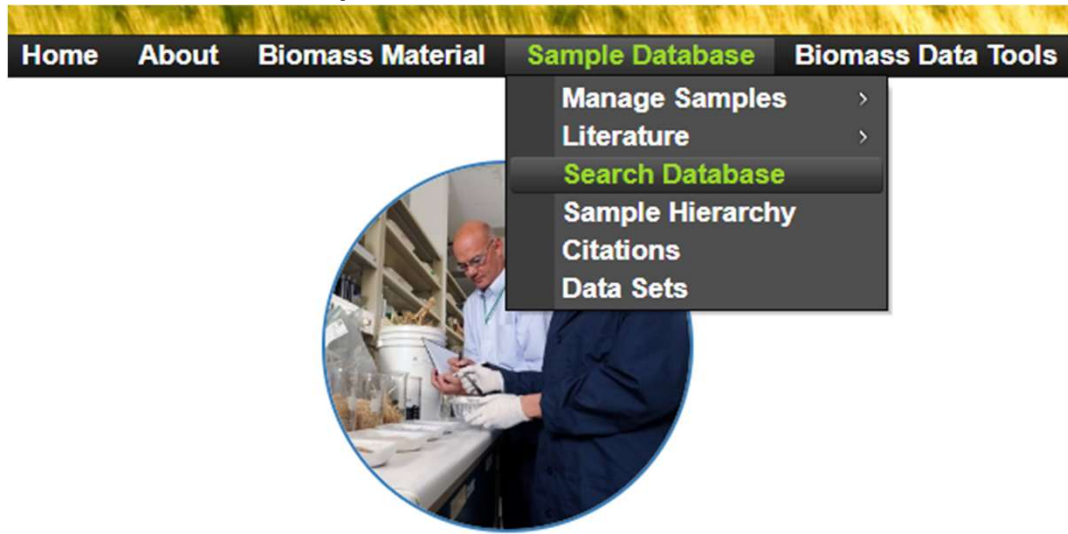 Home About Biomass Material Sample Database Biomass Data Tools
Manage Samples >
Literature >
Search Database
Sample Hierarchy
Citations
Data Sets